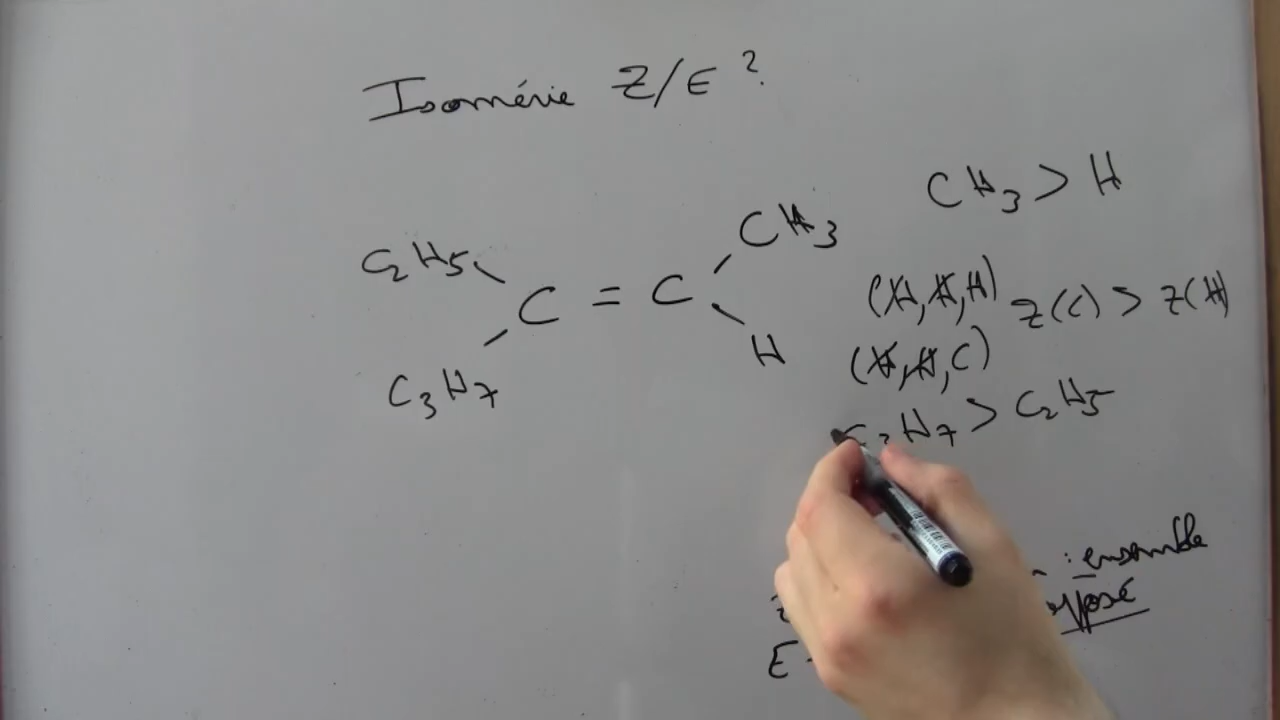 Isomérie Z/E ?
CH3 > H
C2H5 CH3
C = C
C3H7 H
(H, H, H) Z(C) > Z(H)
(H, H, C)
C3H7 > C2H5
: ensemble
opposé
E